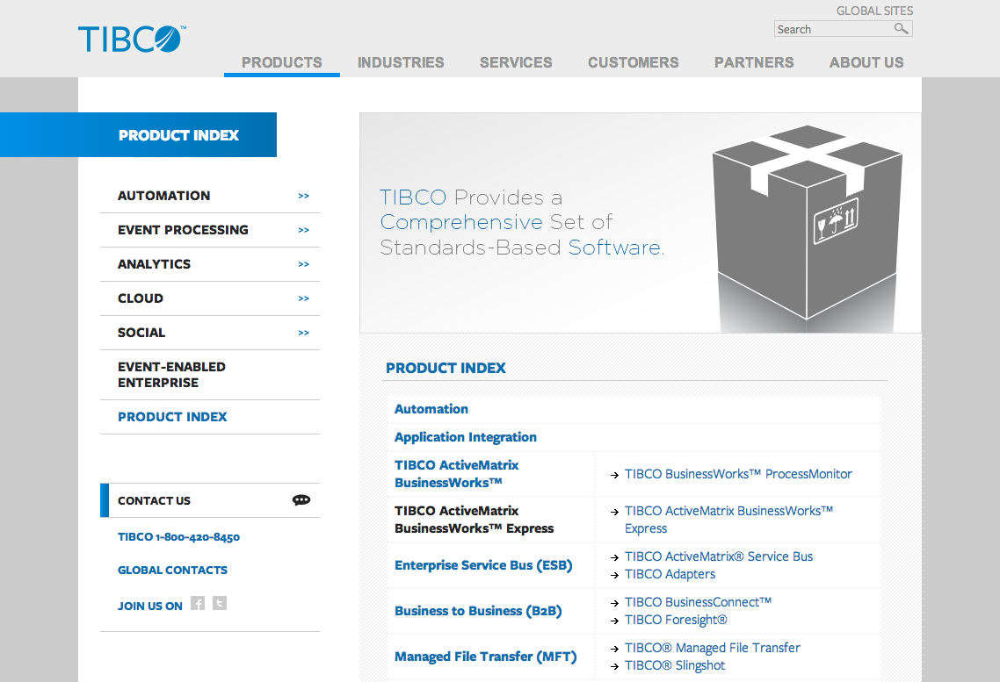 GLOBAL SITES
TIBCO™
Search
PRODUCTS INDUSTRIES SERVICES CUSTOMERS PARTNERS ABOUT US
PRODUCT INDEX
AUTOMATION >>
EVENT PROCESSING >>
ANALYTICS >>
CLOUD >>
SOCIAL >>
EVENT-ENABLED
ENTERPRISE
PRODUCT INDEX
CONTACT US
TIBCO 1-800-420-8450
GLOBAL CONTACTS
JOIN US ON f t
TIBCO Provides a
Comprehensive Set of
Standards-Based Software.
PRODUCT INDEX
Automation
Application Integration
TIBCO ActiveMatrix
BusinessWorks™
→ TIBCO BusinessWorks™ ProcessMonitor
TIBCO ActiveMatrix
BusinessWorks™ Express
→ TIBCO ActiveMatrix BusinessWorks™
Express
Enterprise Service Bus (ESB)
→ TIBCO ActiveMatrix® Service Bus
→ TIBCO Adapters
Business to Business (B2B)
→ TIBCO BusinessConnect™
→ TIBCO Foresight®
Managed File Transfer (MFT)
→ TIBCO® Managed File Transfer
→ TIBCO® Slingshot